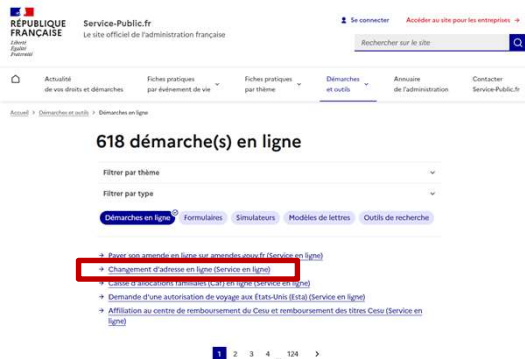 RÉPUBLIQUE
FRANÇAISE
Liberté
Égalité
Fraternité
Service-Public.fr
Le site officiel de l'administration française
Se connecter
Accéder au site pour les entreprises →
Rechercher sur le site
Actualité
de vos droits et démarches
Fiches pratiques
par événement de vie
Fiches pratiques
par thème
Démarches
et outils
Annuaire
de l'administration
Contacter
Service-Public.fr
Accueil > Démarches et outils > Démarches en ligne
618 démarche(s) en ligne
Filtrer par thème
Filtrer par type
Démarches en ligne Formulaires Simulateurs Modèles de lettres Outils de recherche
→ Payer son amende en ligne sur amendes.gouv.fr (Service en ligne)
→ Changement d'adresse en ligne (Service en ligne)
→ Caisse d'allocations familiales (Caf) en ligne (Service en ligne)
→ Demande d'une autorisation de voyage aux États-Unis (Esta) (Service en ligne)
→ Affiliation au centre de remboursement du Cesu et remboursement des titres Cesu (Service en
ligne)
1 2 3 4 ... 124 >